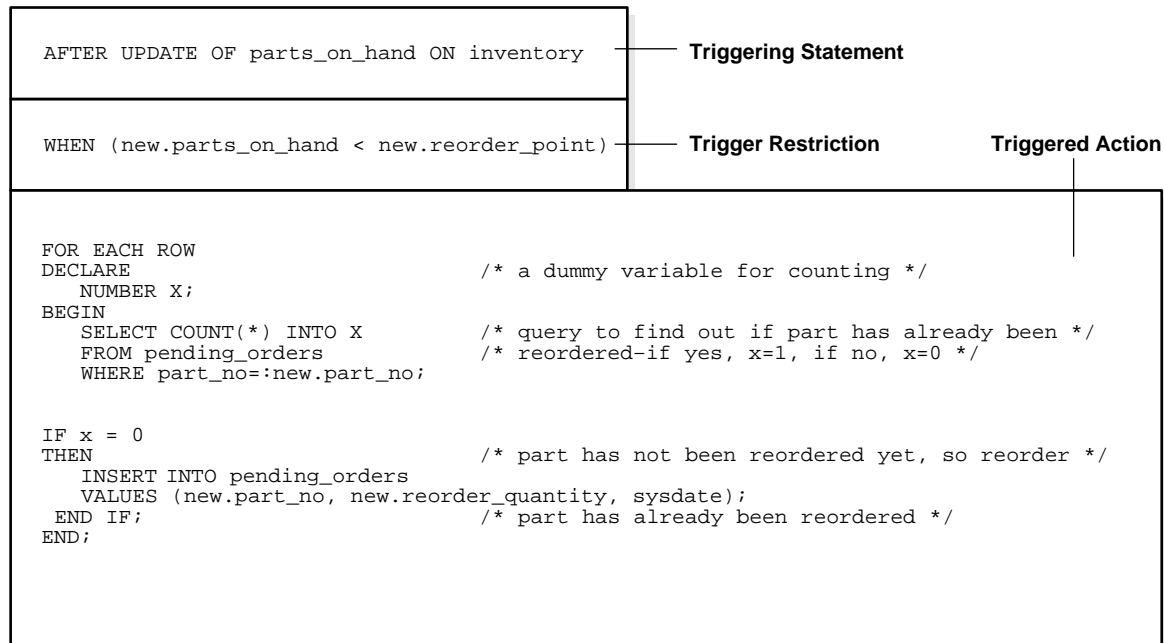 AFTER UPDATE OF parts_on_hand ON inventory
Triggering Statement
WHEN (new.parts_on_hand < new.reorder_point)
Trigger Restriction
Triggered Action
FOR EACH ROW
DECLARE /* a dummy variable for counting */
NUMBER X;
BEGIN
SELECT COUNT(*) INTO X /* query to find out if part has already been */
FROM pending_orders /* reordered–if yes, x=1, if no, x=0 */
WHERE part_no=:new.part_no;
IF x = 0
THEN /* part has not been reordered yet, so reorder */
INSERT INTO pending_orders
VALUES (new.part_no, new.reorder_quantity, sysdate);
END IF; /* part has already been reordered */
END;